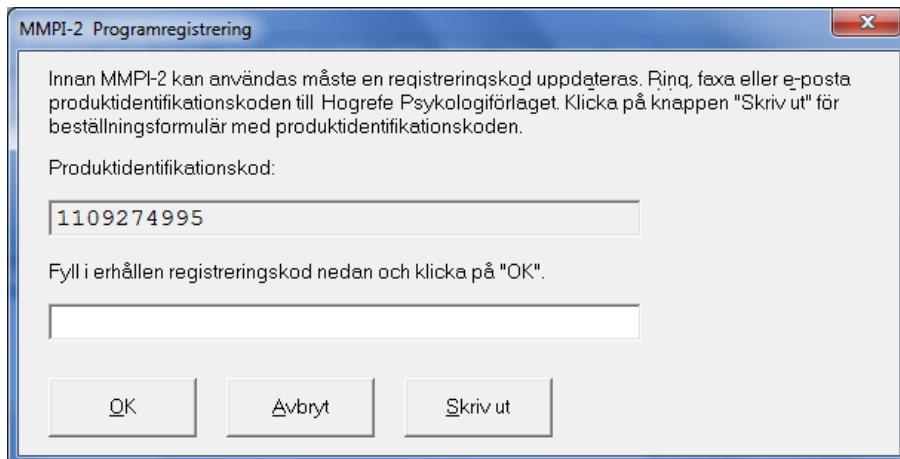 MMPI-2 Programregistrering
Innan MMPI-2 kan användas måste en registreringskod uppdateras. Ring, faxa eller e-posta
produktidentifikationskoden till Hogrefe Psykologiförlaget. Klicka på knappen "Skriv ut" för
beställningsformulär med produktidentifikationskoden.
Produktidentifikationskod:
1109274995
Fyll i erhållen registreringskod nedan och klicka på "OK".
OK Avbryt Skriv ut